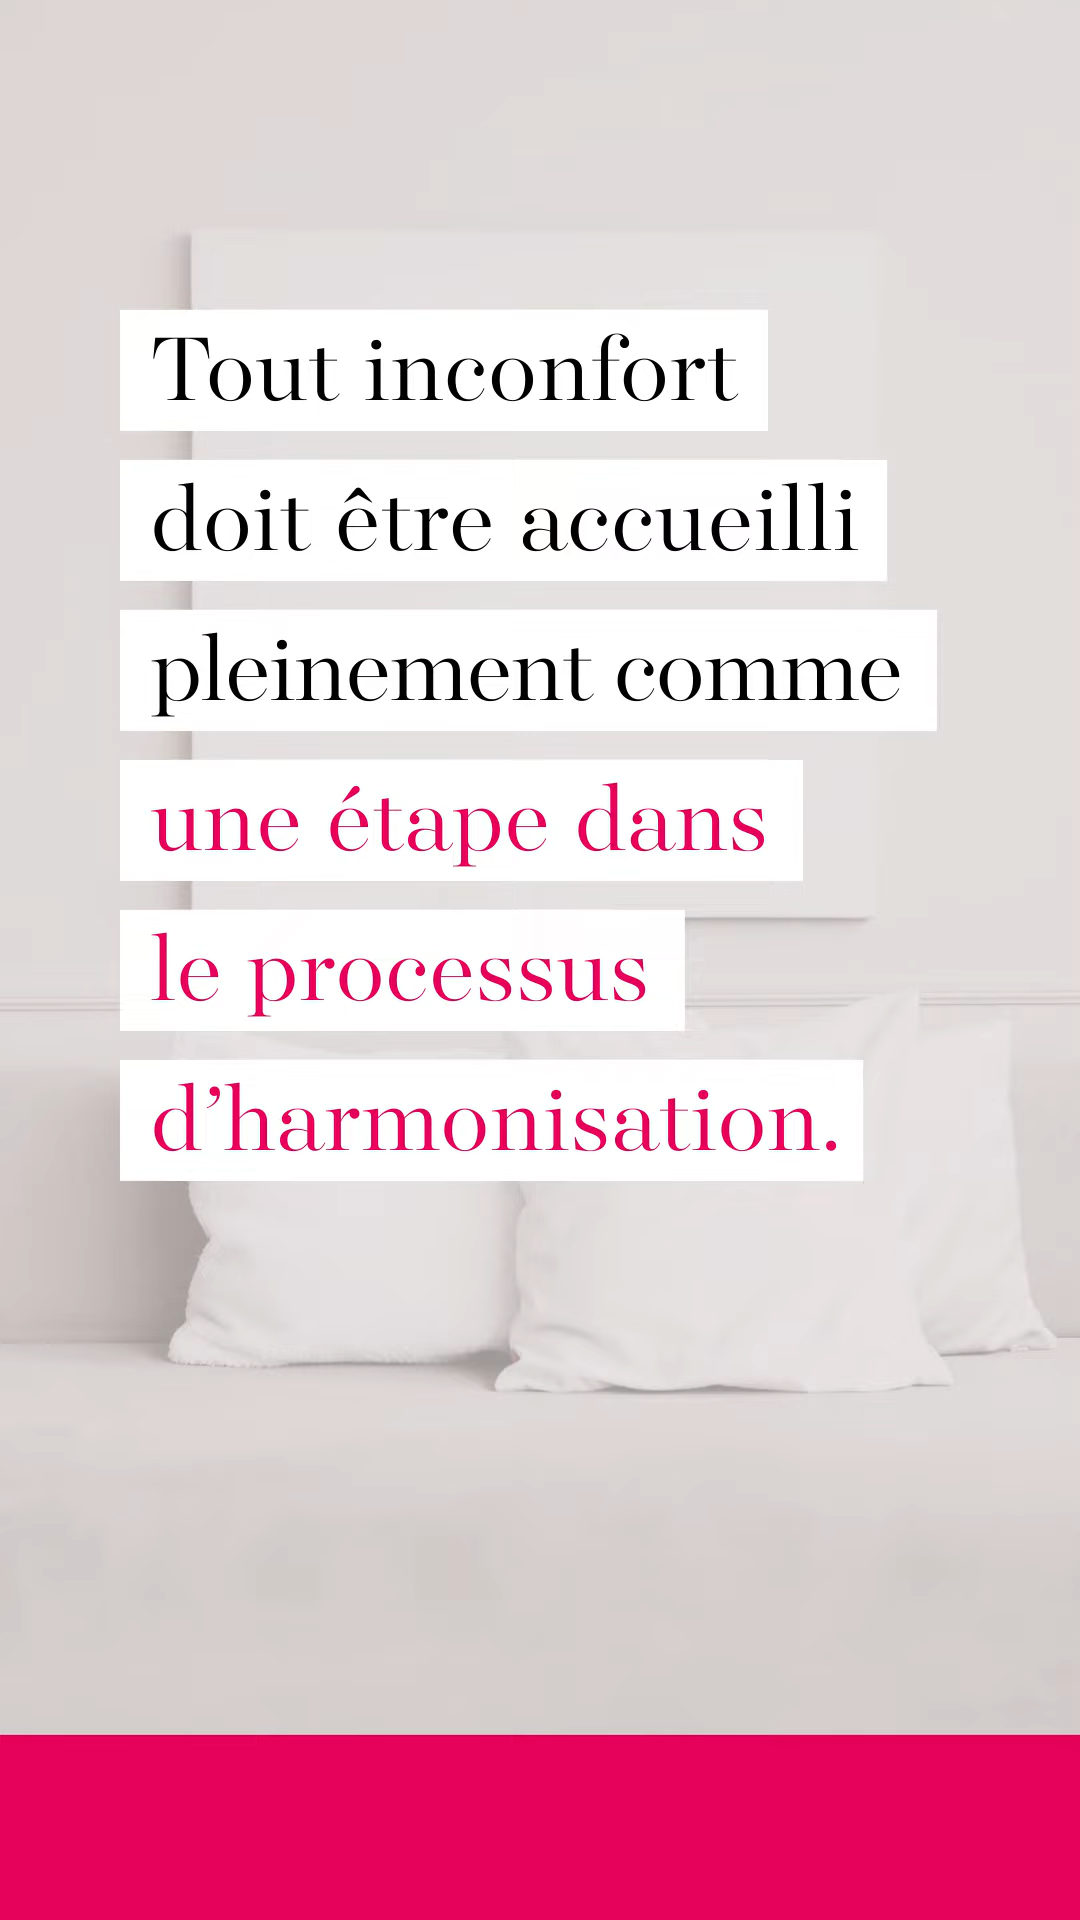 Tout inconfort
doit être accueilli
pleinement comme
une étape dans
le processus
d’harmonisation.